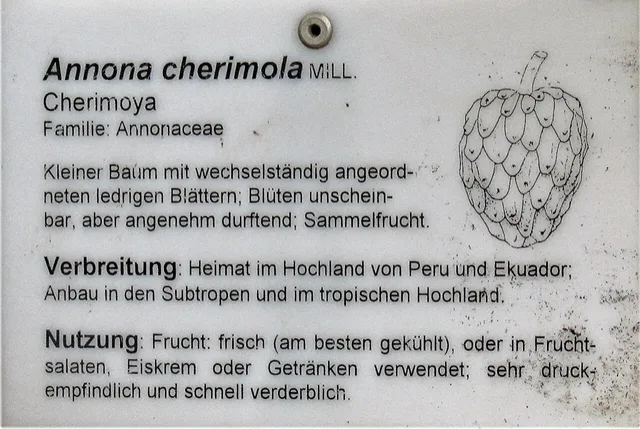 Annona cherimola MILL.
Cherimoya
Familie: Annonaceae
Kleiner Baum mit wechselständig angeord-
neten ledrigen Blättern; Blüten unschein-
bar, aber angenehm durftend; Sammelfrucht.
Verbreitung: Heimat im Hochland von Peru und Ekuador;
Anbau in den Subtropen und im tropischen Hochland.
Nutzung: Frucht: frisch (am besten gekühlt), oder in Frucht-
salaten, Eiskrem oder Getränken verwendet; sehr druck-
empfindlich und schnell verderblich.